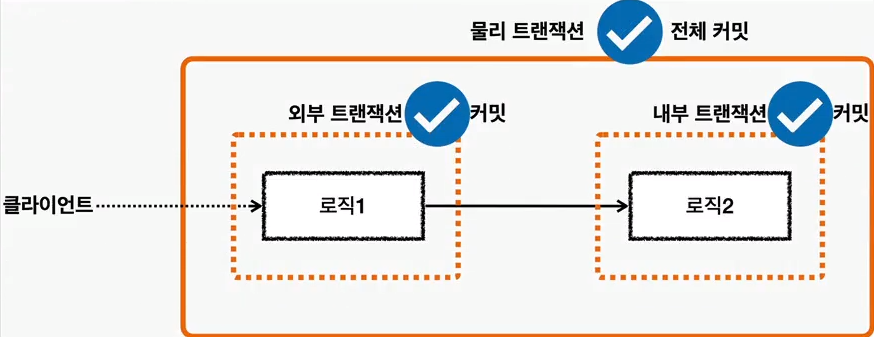 물리 트랜잭션 전체 커밋
외부 트랜잭션 커밋
내부 트랜잭션 커밋
클라이언트
로직1
로직2